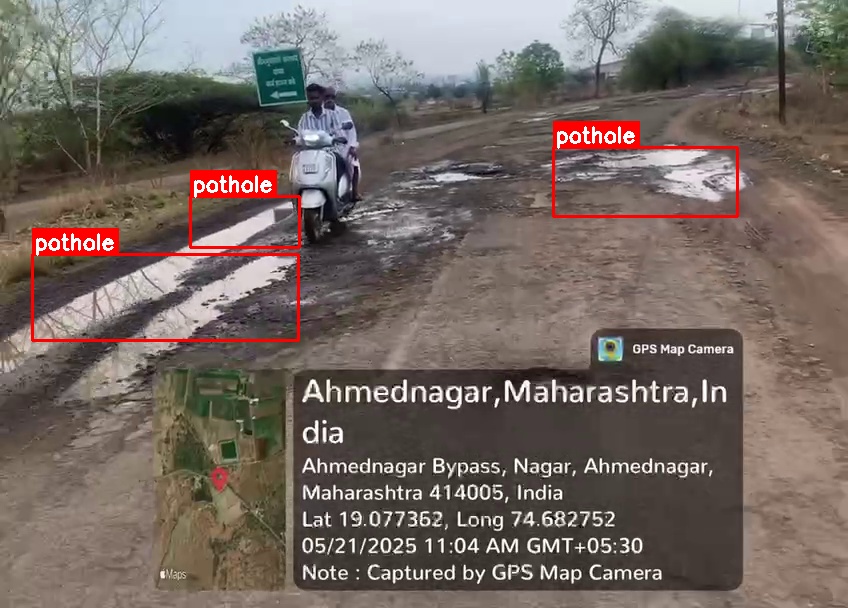 pothole
pothole
pothole
GPS Map Camera
Ahmednagar,Maharashtra,In
dia
Ahmednagar Bypass, Nagar, Ahmednagar,
Maharashtra 414005, India
Lat 19.077362, Long 74.682752
05/21/2025 11:04 AM GMT+05:30
Note : Captured by GPS Map Camera
Maps